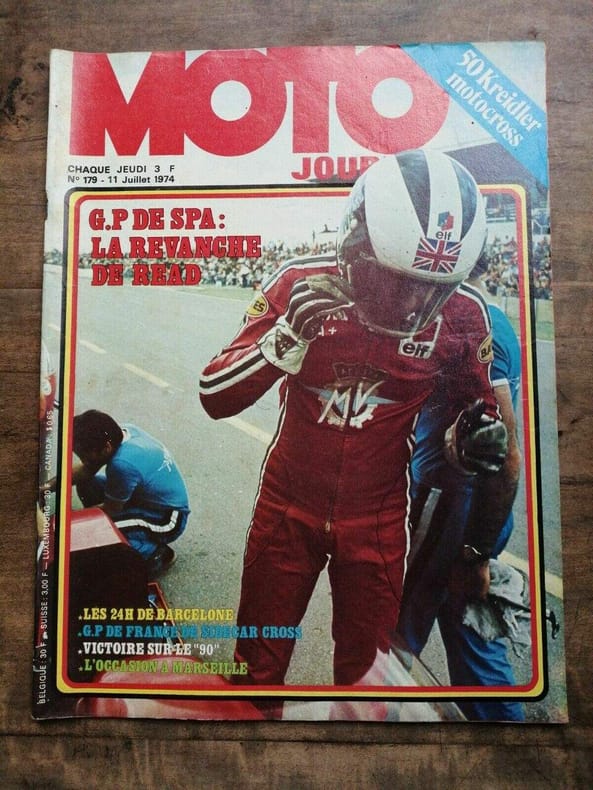 MOTO
JOUR
50 Kreidler
motocross
CHAQUE JEUDI 3 F
N° 179 - 11 Juillet 1974
G.P DE SPA:
LA REVANCHE
DE READ
elf
elf
MV
.LES 24H DE BARCELONE
.G.P DE FRANCE DE SIDECAR CROSS
.VICTOIRE SUR LE "90"
.L'OCCASION A MARSEILLE
BELGIQUE : 30 F - SUISSE : 3,00 F - LUXEMBOURG : 30 F - CANADA : $ 0.65